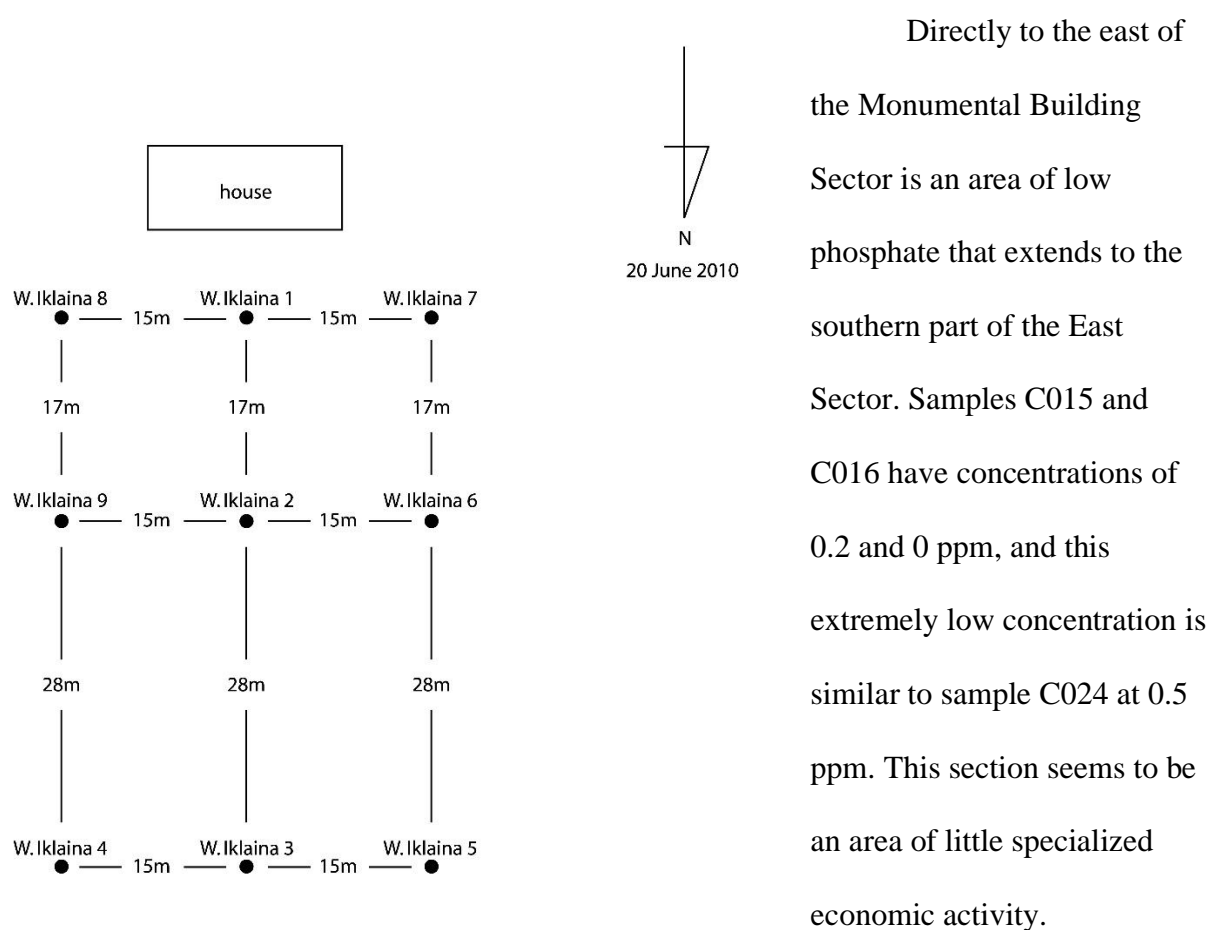 house
N
20 June 2010
W. Iklaina 8 W. Iklaina 1 W. Iklaina 7
15m 15m
17m 17m 17m
W. Iklaina 9 W. Iklaina 2 W. Iklaina 6
15m 15m
28m 28m 28m
W. Iklaina 4 W. Iklaina 3 W. Iklaina 5
15m 15m
Directly to the east of
the Monumental Building
Sector is an area of low
phosphate that extends to the
southern part of the East
Sector. Samples C015 and
C016 have concentrations of
0.2 and 0 ppm, and this
extremely low concentration is
similar to sample C024 at 0.5
ppm. This section seems to be
an area of little specialized
economic activity.